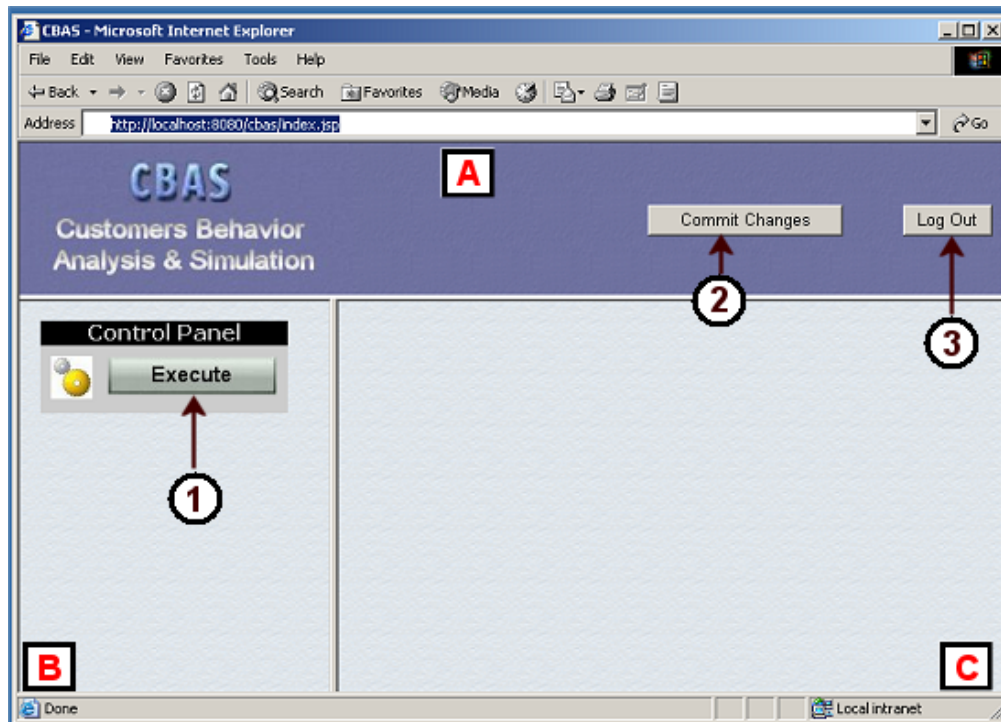 CBAS - Microsoft Internet Explorer
File Edit View Favorites Tools Help
Back Search Favorites Media
Address http://localhost:8080/cbas/index.jsp Go
A
CBAS
Customers Behavior
Analysis & Simulation
Commit Changes Log Out
2
3
Control Panel
Execute
1
B
C
Done Local intranet